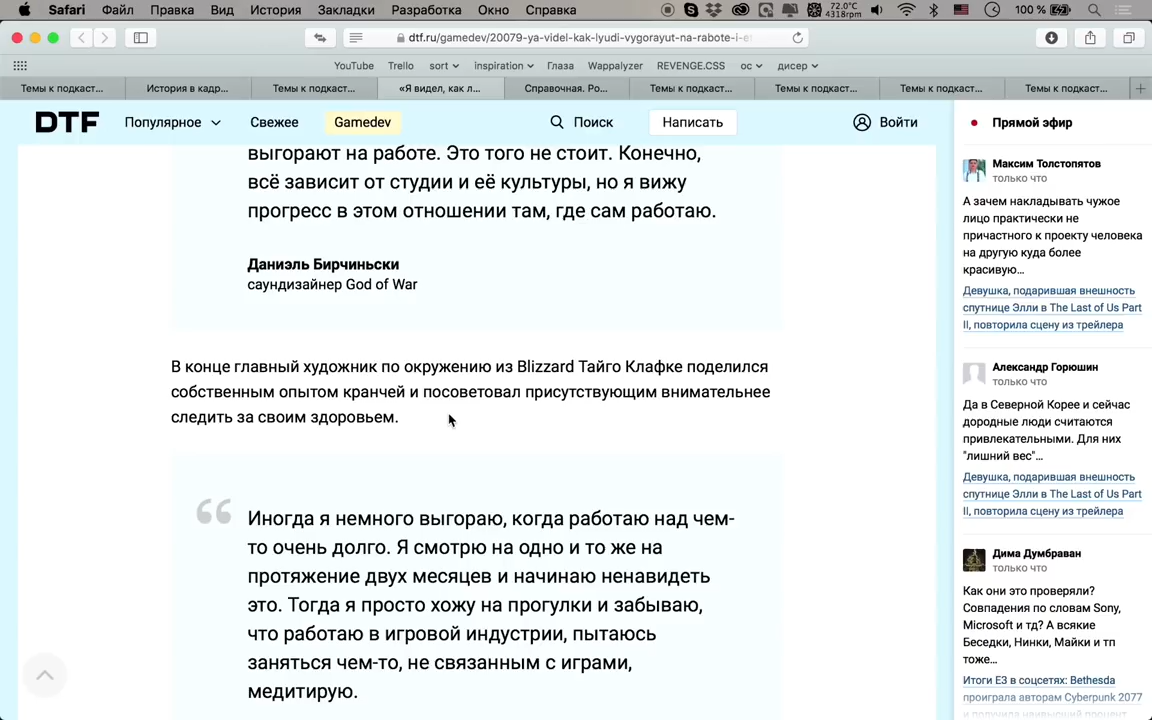 Safari Файл Правка Вид История Закладки Разработка Окно Справка 72.0°C 4318rpm 100 %
dtf.ru/gamedev/20079-ya-videl-kak-lyudi-vygorayut-na-rabote-i-e
YouTube Trello sort inspiration Глаза Wappalyzer REVENGE.CSS ос дисер
Темы к подкаст... История в кадр... Темы к подкаст... «Я видел, как л... Справочная. Ро... Темы к подкаст... Темы к подкаст... Темы к подкаст... Темы к подкаст...
DTF Популярное Свежее Gamedev Поиск Написать Войти
выгорают на работе. Это того не стоит. Конечно,
всё зависит от студии и её культуры, но я вижу
прогресс в этом отношении там, где сам работаю.
Даниэль Бирчиньски
саундизайнер God of War
В конце главный художник по окружению из Blizzard Тайго Клафке поделился
собственным опытом кранчей и посоветовал присутствующим внимательнее
следить за своим здоровьем.
“ Иногда я немного выгораю, когда работаю над чем-
то очень долго. Я смотрю на одно и то же на
протяжение двух месяцев и начинаю ненавидеть
это. Тогда я просто хожу на прогулки и забываю,
что работаю в игровой индустрии, пытаюсь
заняться чем-то, не связанным с играми,
медитирую.
Прямой эфир
Максим Толстопятов
только что
А зачем накладывать чужое
лицо практически не
причастного к проекту человека
на другую куда более
красивую...
Девушка, подарившая внешность
спутнице Элли в The Last of Us Part
II, повторила сцену из трейлера
Александр Горюшин
только что
Да в Северной Корее и сейчас
дородные люди считаются
привлекательными. Для них
"лишний вес"...
Девушка, подарившая внешность
спутнице Элли в The Last of Us Part
II, повторила сцену из трейлера
Дима Думбраван
только что
Как они это проверяли?
Совпадения по словам Sony,
Microsoft и тд? А всякие
Беседки, Нинки, Майки и тп
тоже...
Итоги E3 в соцсетях: Bethesda
проиграла авторам Cyberpunk 2077
и получила наивысший процент